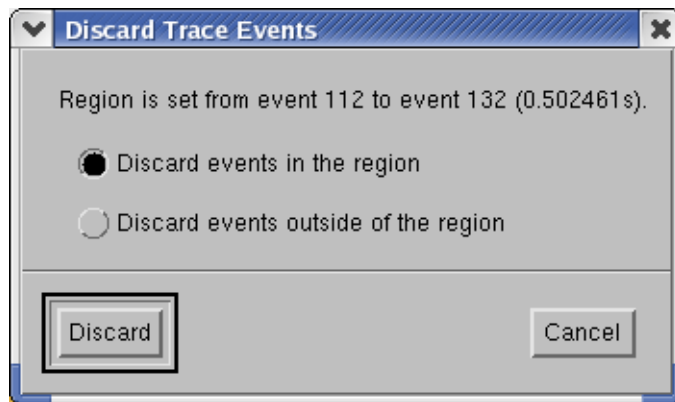 Discard Trace Events
Region is set from event 112 to event 132 (0.502461s).
Discard events in the region
Discard events outside of the region
Discard
Cancel